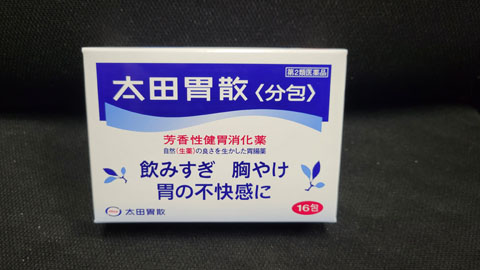 第2類医薬品
太田胃散〈分包〉
芳香性健胃消化薬
自然(生薬)の良さを生かした胃腸薬
飲みすぎ 胸やけ
胃の不快感に
16包
太田胃散